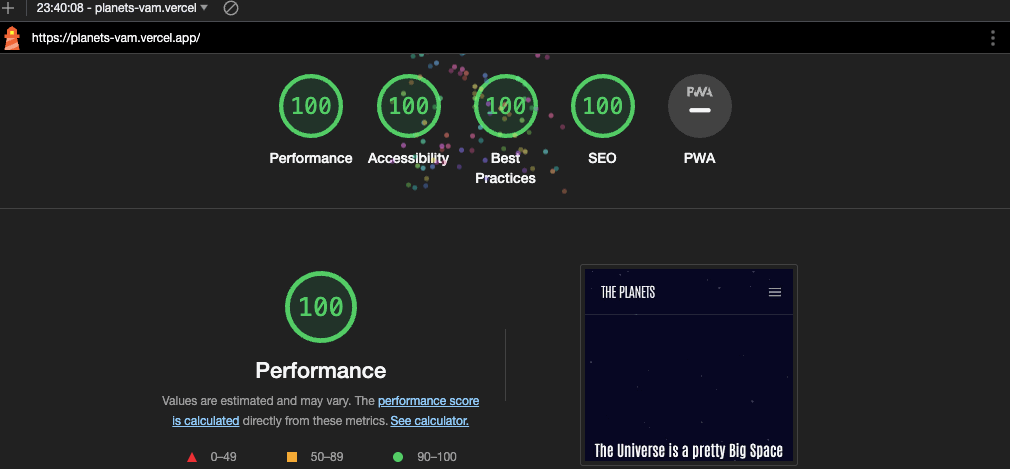 23:40:08 - planets-vam.vercel
https://planets-vam.vercel.app/
100 100 100 100 PWA
Performance Accessibility Best Practices SEO PWA
100
Performance
Values are estimated and may vary. The performance score
is calculated directly from these metrics. See calculator.
0–49 50–89 90–100
THE PLANETS
The Universe is a pretty Big Space